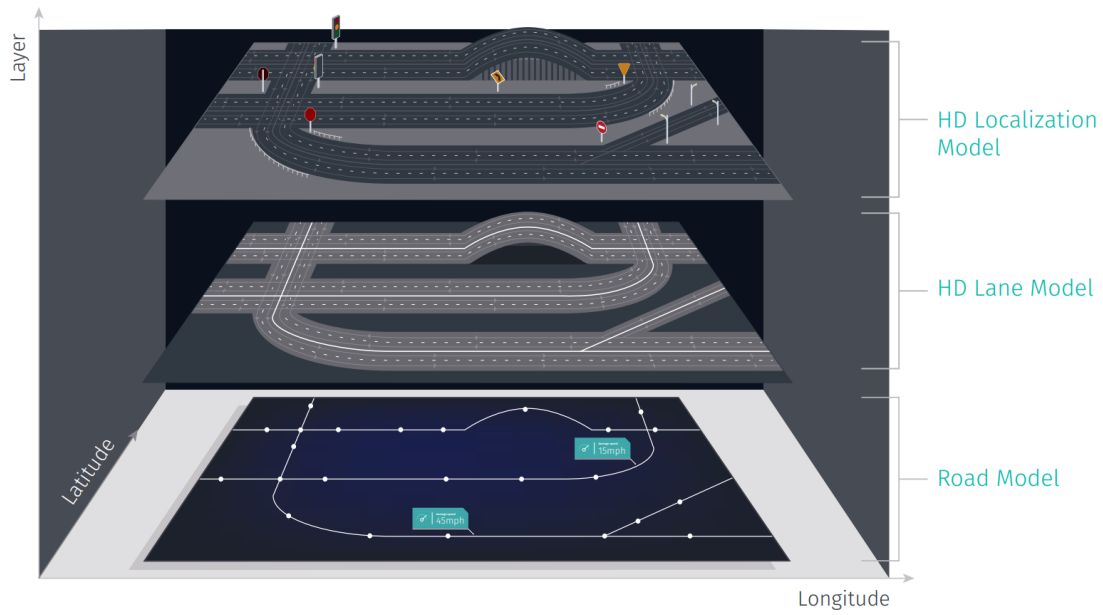 Layer
HD Localization
Model
HD Lane Model
15mph
Latitude
Road Model
45mph
Longitude